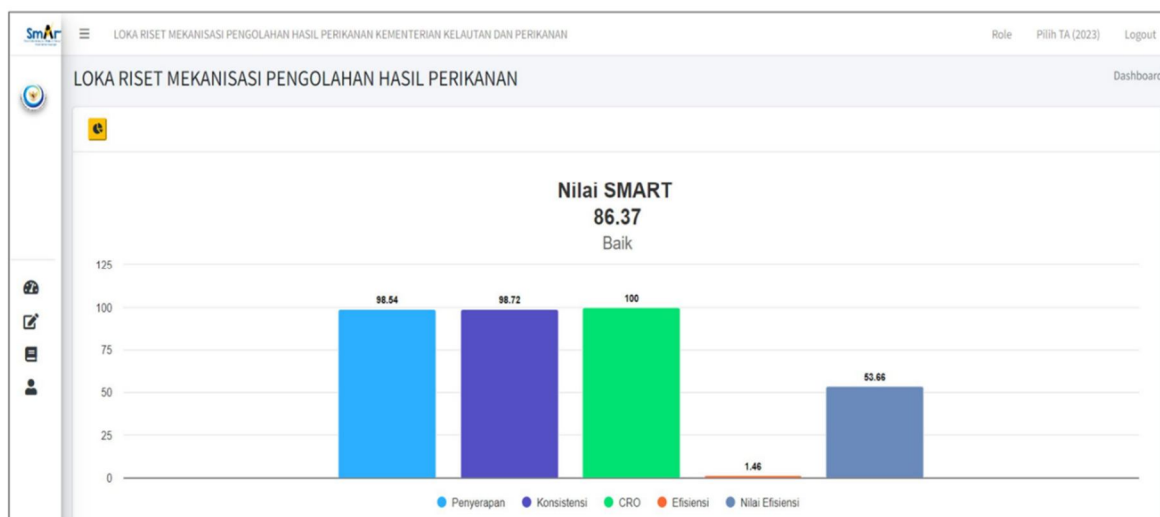 SmArt
LOKA RISET MEKANISASI PENGOLAHAN HASIL PERIKANAN KEMENTERIAN KELAUTAN DAN PERIKANAN
Role Pilih TA (2023) Logout
LOKA RISET MEKANISASI PENGOLAHAN HASIL PERIKANAN
Dashboard
Nilai SMART
86.37
Baik
125
100
75
50
25
0
98.54
98.72
100
1.46
53.66
Penyerapan Konsistensi CRO Efisiensi Nilai Efisiensi